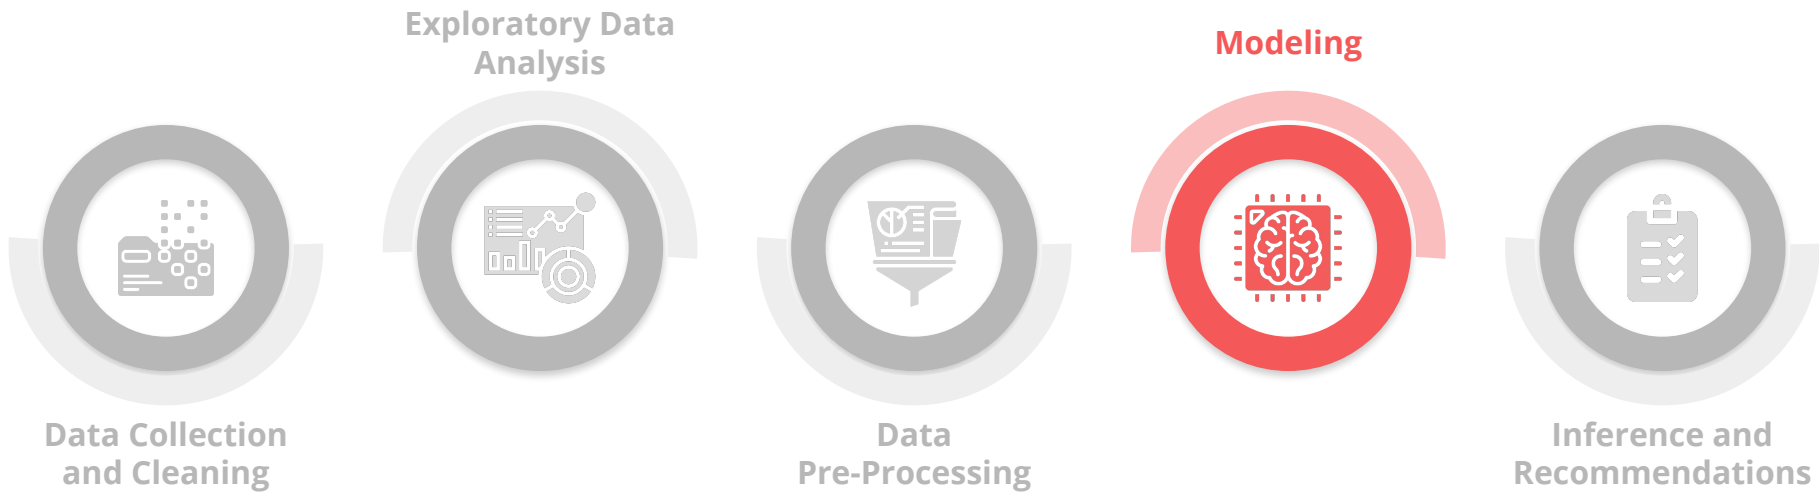 Data Collection
and Cleaning
Exploratory Data
Analysis
Data
Pre-Processing
Modeling
Inference and
Recommendations